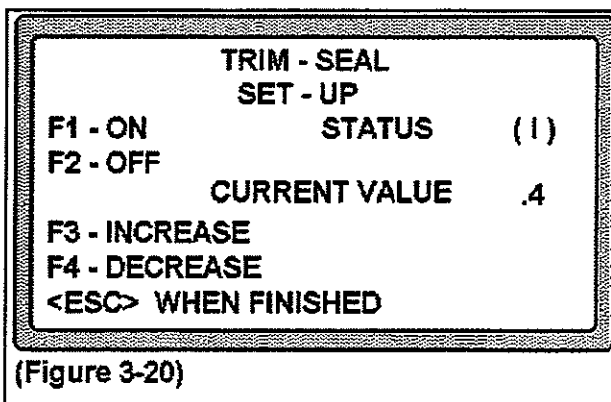 TRIM - SEAL
SET - UP
F1 - ON STATUS ( I )
F2 - OFF
CURRENT VALUE .4
F3 - INCREASE
F4 - DECREASE
<ESC> WHEN FINISHED
(Figure 3-20)